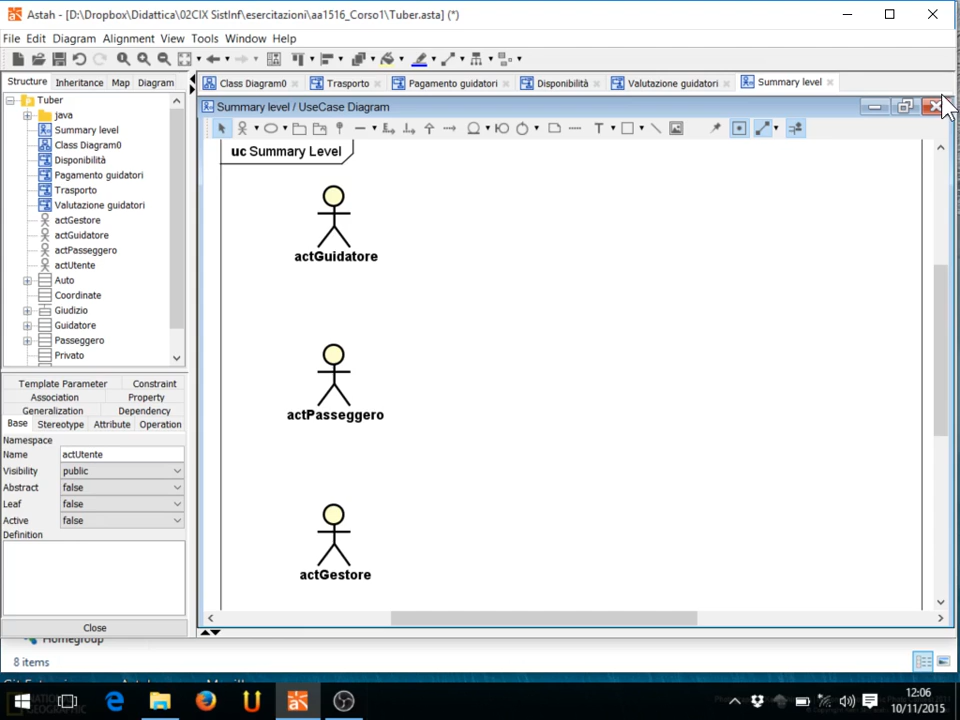 Astah - [D:\Dropbox\Didattica\02CIX SistInf\esercitazioni\aa1516_Corso1\Tuber.asta] (*)
File Edit Diagram Alignment View Tools Window Help
Structure Inheritance Map Diagram
Class Diagram0 Trasporto Pagamento guidatori Disponibilità Valutazione guidatori Summary level
Summary level / UseCase Diagram
T
Tuber
java
Summary level
Class Diagram0
Disponibilità
Pagamento guidatori
Trasporto
Valutazione guidatori
actGestore
actGuidatore
actPasseggero
actUtente
Auto
Coordinate
Giudizio
Guidatore
Passeggero
Privato
uc Summary Level
actGuidatore
actPasseggero
actGestore
Template Parameter Constraint
Association Property
Generalization Dependency
Base Stereotype Attribute Operation
Namespace
Name actUtente
Visibility public
Abstract false
Leaf false
Active false
Definition
Close
Homegroup
8 items
12:06
10/11/2015